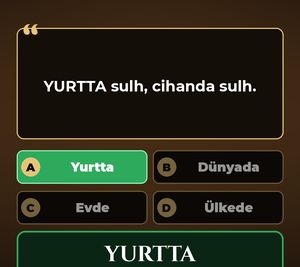 “
YURTTA sulh, cihanda sulh.
A Yurtta
B Dünyada
C Evde
D Ülkede
YURTTA